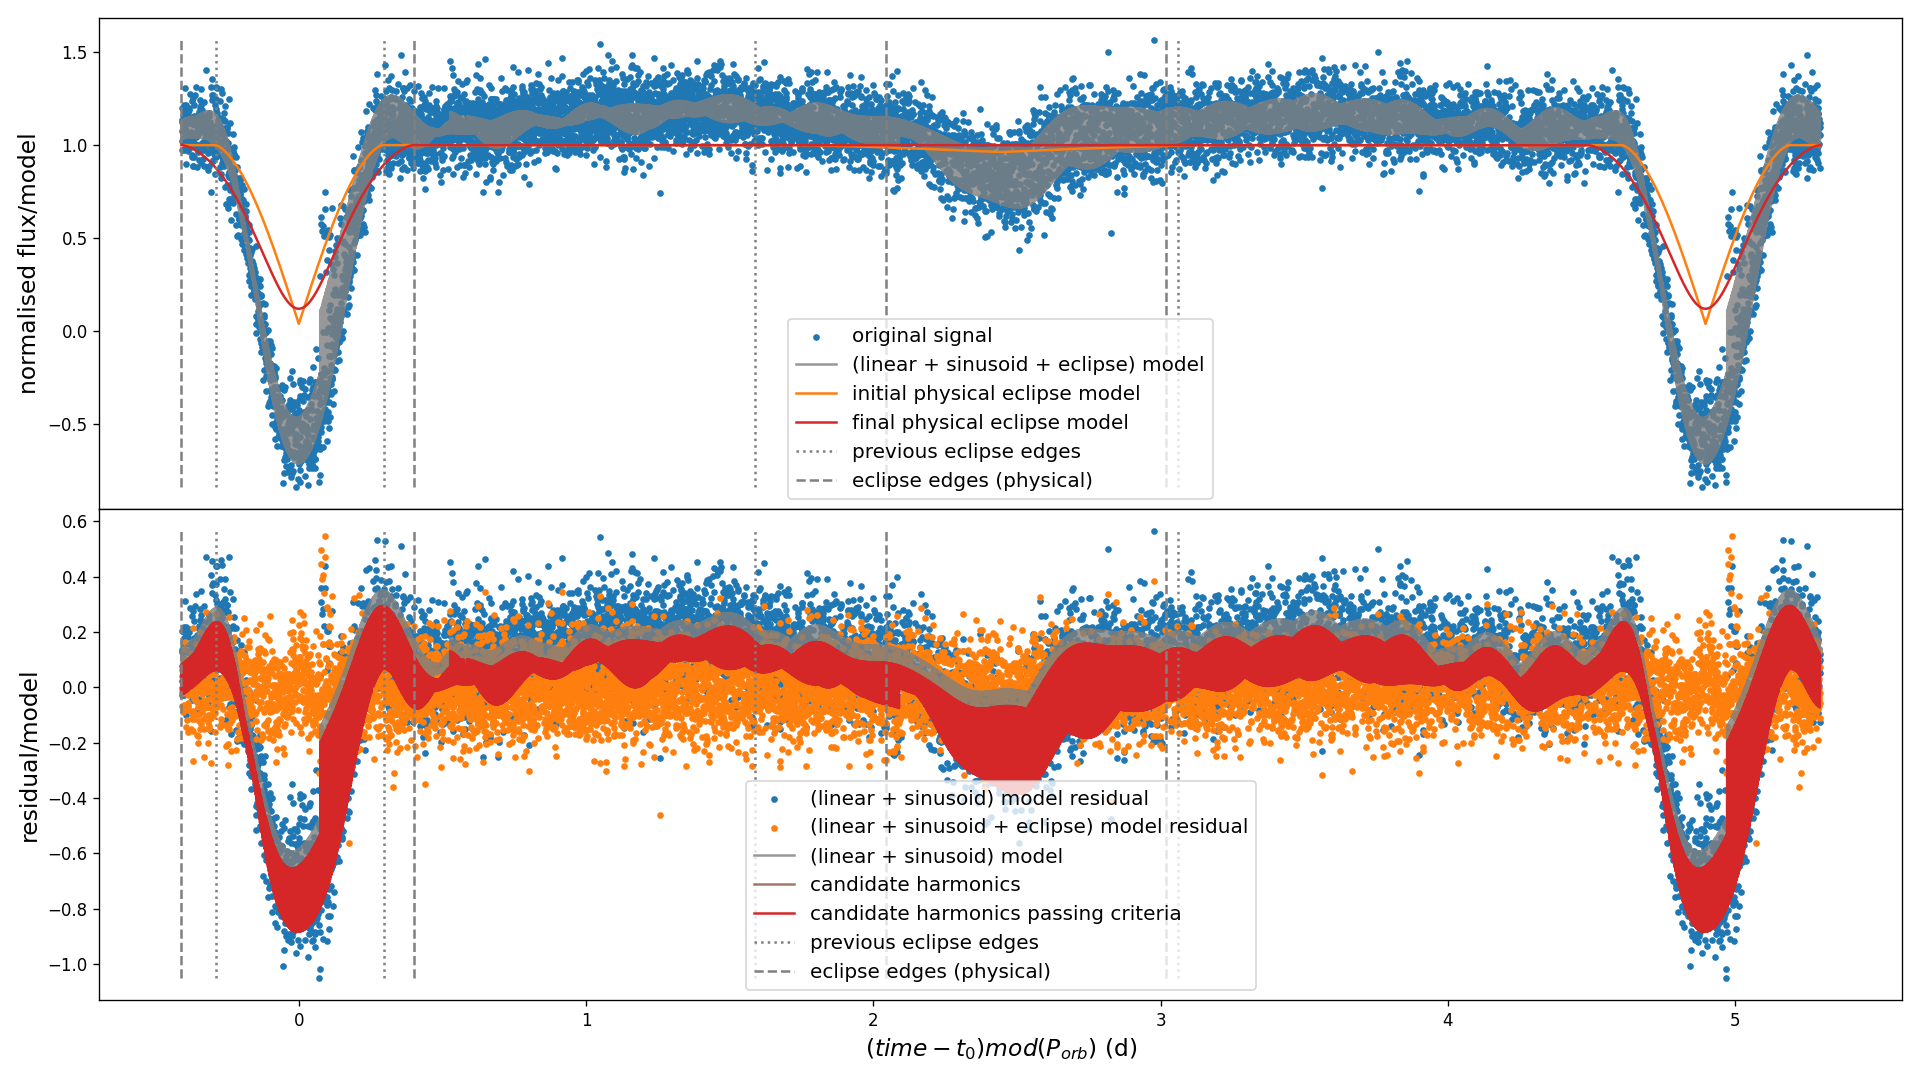 normalised flux/model
1.5
1.0
0.5
0.0
−0.5
original signal
(linear + sinusoid + eclipse) model
initial physical eclipse model
final physical eclipse model
previous eclipse edges
eclipse edges (physical)
residual/model
0.6
0.4
0.2
0.0
−0.2
−0.4
−0.6
−0.8
−1.0
(linear + sinusoid) model residual
(linear + sinusoid + eclipse) model residual
(linear + sinusoid) model
candidate harmonics
candidate harmonics passing criteria
previous eclipse edges
eclipse edges (physical)
0 1 2 3 4 5
(time − t₀)mod(Pₒᵣb) (d)